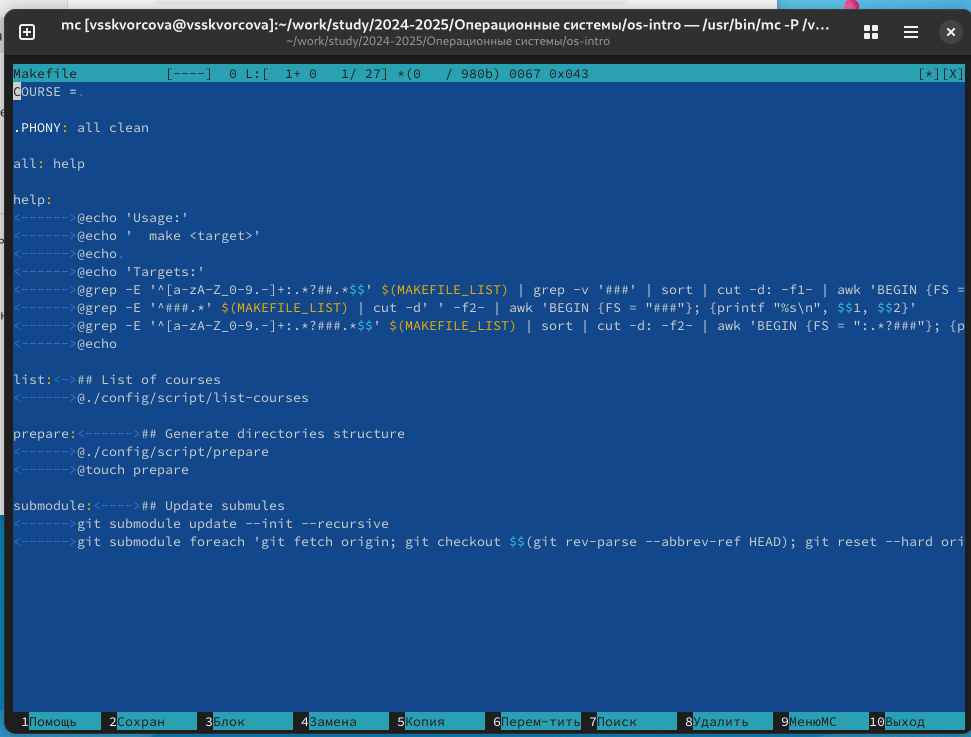 mc [vsskvorcova@vsskvorcova]:~/work/study/2024-2025/Операционные системы/os-intro — /usr/bin/mc -P /v…
~/work/study/2024-2025/Операционные системы/os-intro
Makefile [----] 0 L:[ 1+ 0 1/ 27] *(0 / 980b) 0067 0x043 [*][X]
COURSE =.
.PHONY: all clean
all: help
help:
<------>@echo 'Usage:'
<------>@echo '  make <target>'
<------>@echo.
<------>@echo 'Targets:'
<------>@grep -E '^[a-zA-Z_0-9.-]+:.*?##.*$$' $(MAKEFILE_LIST) | grep -v '###' | sort | cut -d: -f1- | awk 'BEGIN {FS =
<------>@grep -E '^###.*' $(MAKEFILE_LIST) | cut -d' ' -f2- | awk 'BEGIN {FS = "###"}; {printf "%s\n", $$1, $$2}'
<------>@grep -E '^[a-zA-Z_0-9.-]+:.*?###.*$$' $(MAKEFILE_LIST) | sort | cut -d: -f2- | awk 'BEGIN {FS = ":.*?###"}; {p
<------>@echo
list:<->## List of courses
<------>@./config/script/list-courses
prepare:<------>## Generate directories structure
<------>@./config/script/prepare
<------>@touch prepare
submodule:<---->## Update submules
<------>git submodule update --init --recursive
<------>git submodule foreach 'git fetch origin; git checkout $$(git rev-parse --abbrev-ref HEAD); git reset --hard ori
1Помощь 2Сохран 3Блок 4Замена 5Копия 6Перем~тить 7Поиск 8Удалить 9МенюMC 10Выход